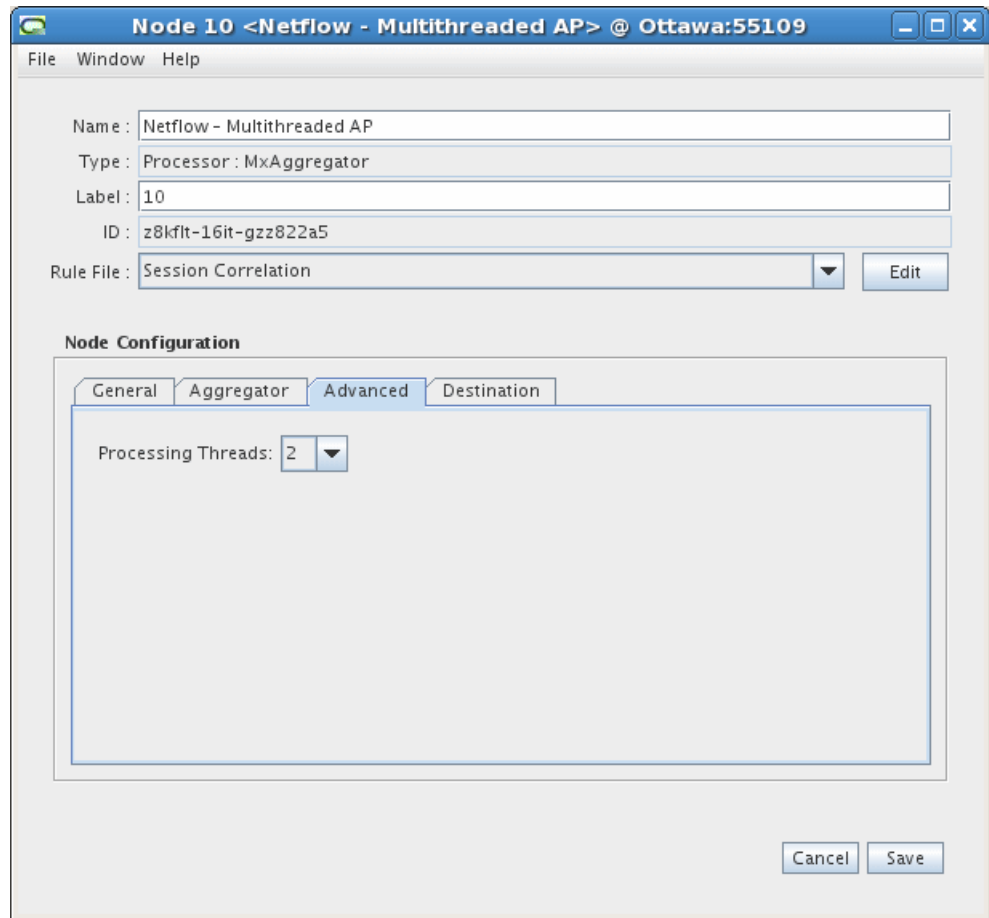 Node 10 <Netflow - Multithreaded AP> @ Ottawa:55109
File Window Help
Name : Netflow - Multithreaded AP
Type : Processor : MxAggregator
Label : 10
ID : z8kflt-16it-gzz822a5
Rule File : Session Correlation Edit
Node Configuration
General Aggregator Advanced Destination
Processing Threads: 2
Cancel Save